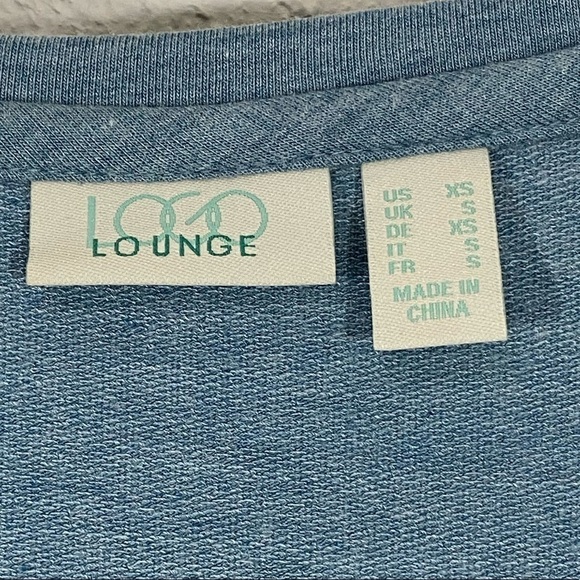 LOGO
LOUNGE
US XS
UK S
DE XS
IT S
FR S
MADE IN
CHINA